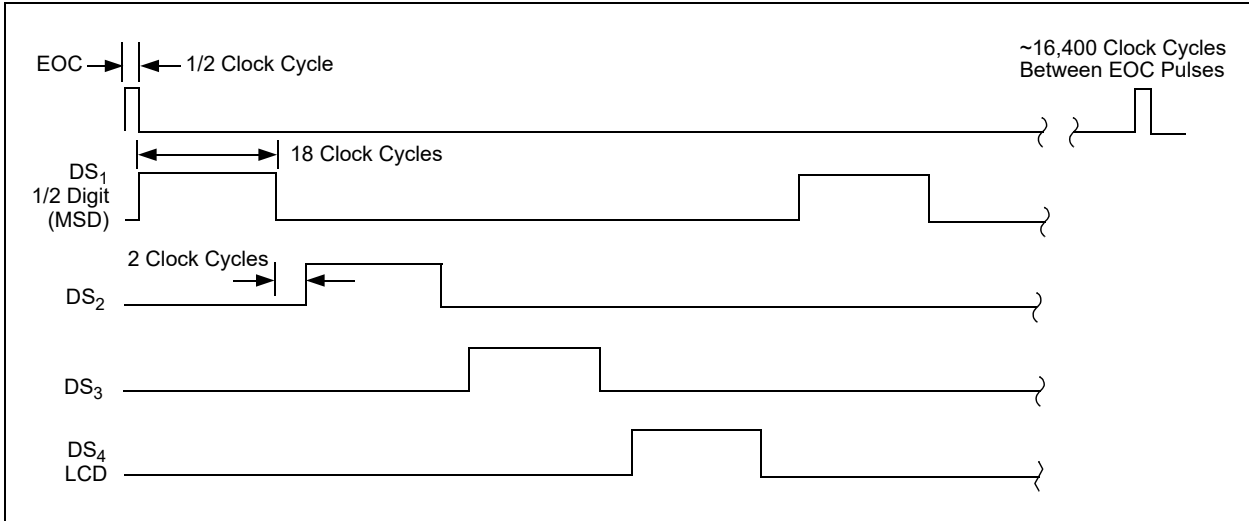 EOC
1/2 Clock Cycle
~16,400 Clock Cycles
Between EOC Pulses
18 Clock Cycles
DS1
1/2 Digit
(MSD)
2 Clock Cycles
DS2
DS3
DS4
LCD